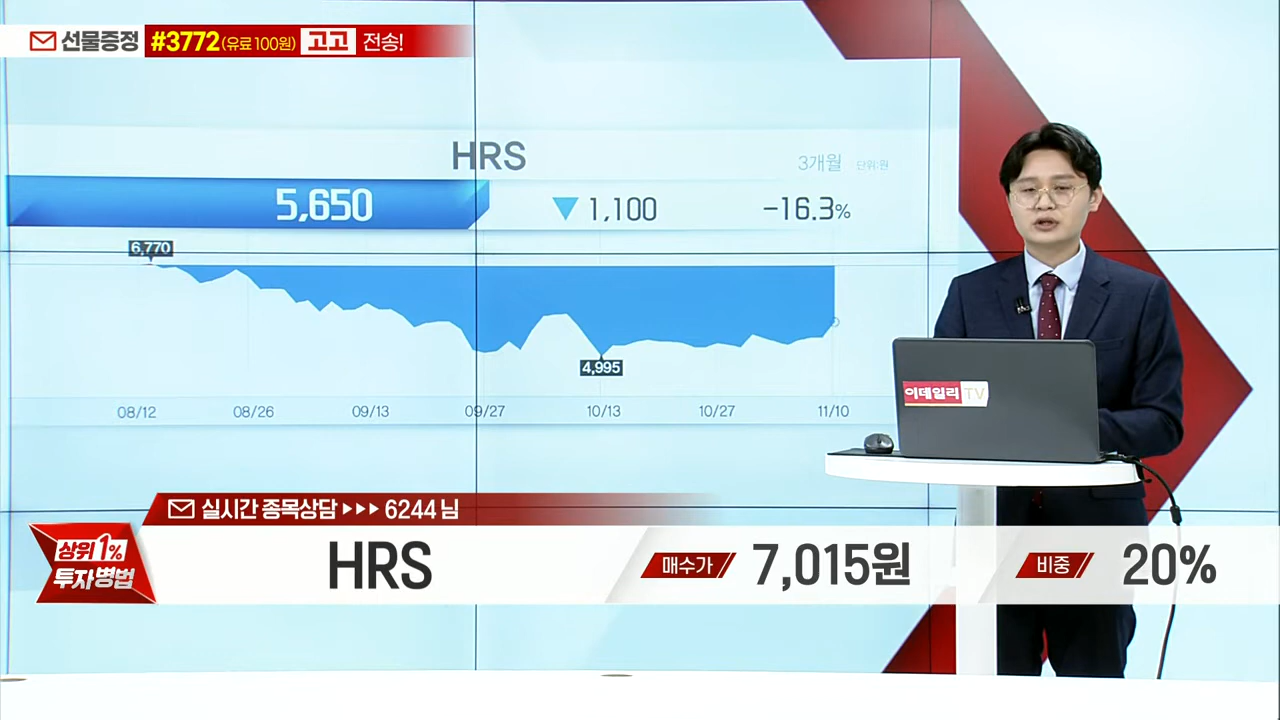 선물증정 #3772(유료 100원) 고고 전송!
HRS
3개월 단위:원
5,650 ▼ 1,100 -16.3%
6,770
4,995
08/12 08/26 09/13 09/27 10/13 10/27 11/10
이데일리TV
실시간 종목상담 ▶▶▶ 6244 님
상위 1% 투자병법
HRS 매수가 7,015원 비중 20%